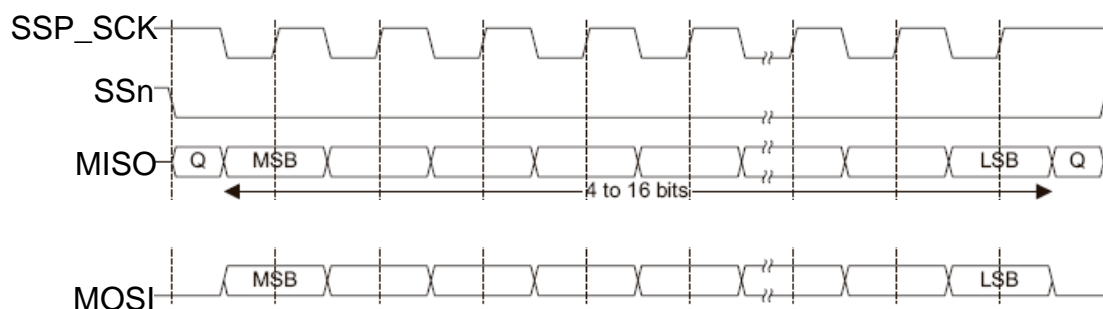 SSP_SCK
SSn
MISO Q MSB LSB Q
4 to 16 bits
MOSI MSB LSB